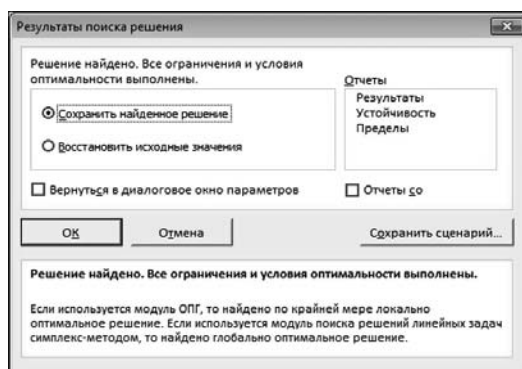 Результаты поиска решения
Решение найдено. Все ограничения и условия
оптимальности выполнены.
Отчеты
Результаты
Устойчивость
Пределы
Сохранить найденное решение
Восстановить исходные значения
Вернуться в диалоговое окно параметров
Отчеты со
ОК
Отмена
Сохранить сценарий...
Решение найдено. Все ограничения и условия оптимальности выполнены.
Если используется модуль ОПГ, то найдено по крайней мере локально
оптимальное решение. Если используется модуль поиска решений линейных задач
симплекс-методом, то найдено глобально оптимальное решение.